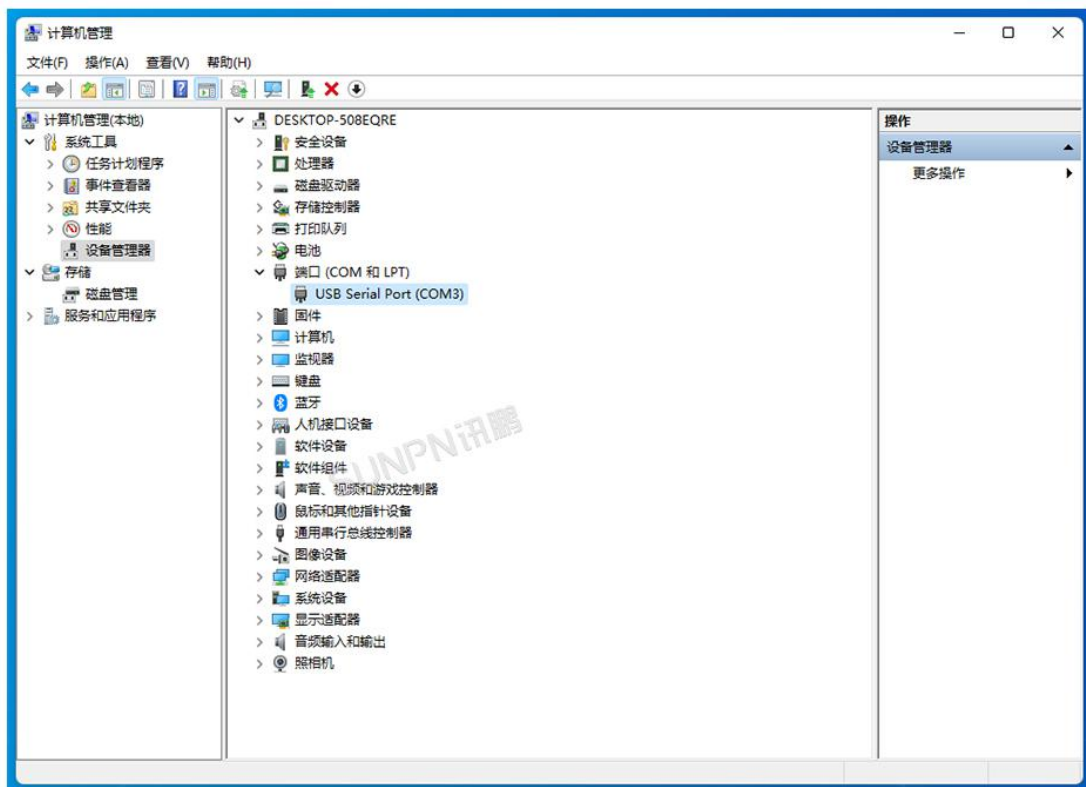 计算机管理
文件(F) 操作(A) 查看(V) 帮助(H)
计算机管理(本地)
系统工具
任务计划程序
事件查看器
共享文件夹
性能
设备管理器
存储
磁盘管理
服务和应用程序
DESKTOP-508EQRE
安全设备
处理器
磁盘驱动器
存储控制器
打印队列
电池
端口 (COM 和 LPT)
USB Serial Port (COM3)
固件
计算机
监视器
键盘
蓝牙
人机接口设备
软件设备
软件组件
声音、视频和游戏控制器
鼠标和其他指针设备
通用串行总线控制器
图像设备
网络适配器
系统设备
显示适配器
音频输入和输出
照相机
SUNPN讯鹏
操作
设备管理器
更多操作